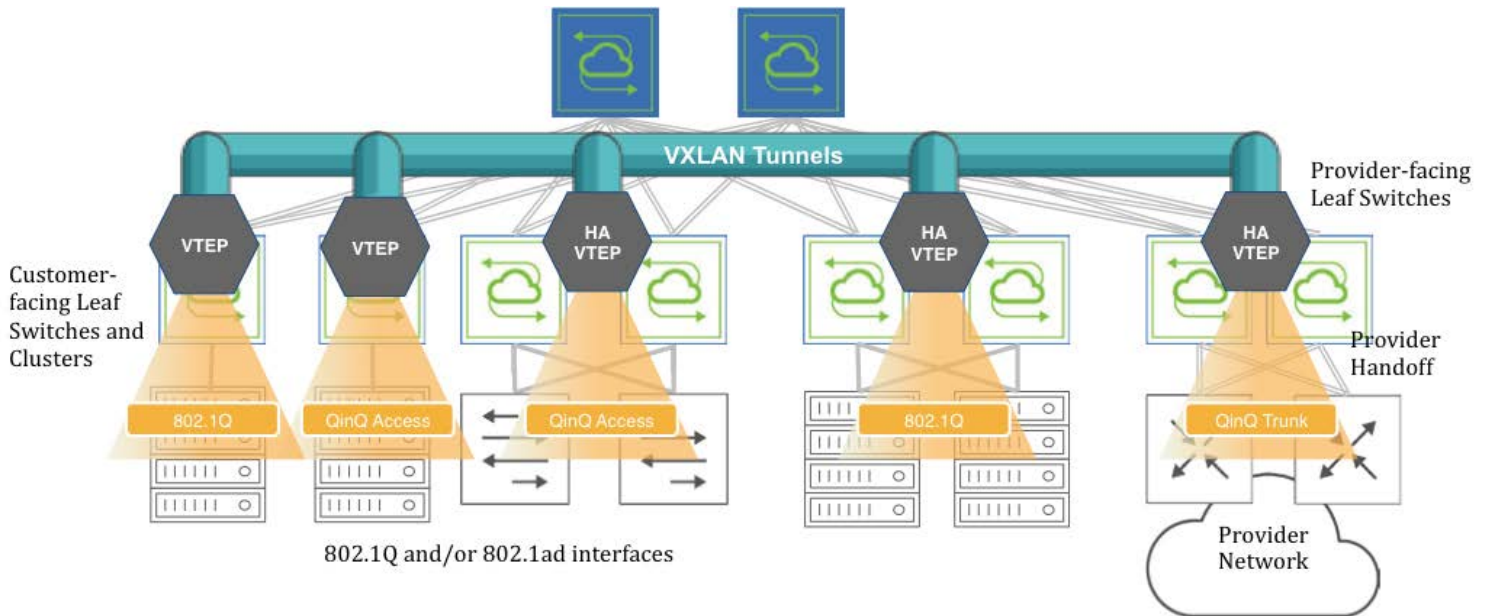 VXLAN Tunnels
Provider-facing
Leaf Switches
VTEP
VTEP
HA
VTEP
HA
VTEP
HA
VTEP
Customer-
facing Leaf
Switches and
Clusters
Provider
Handoff
802.1Q
QinQ Access
QinQ Access
802.1Q
QinQ Trunk
802.1Q and/or 802.1ad interfaces
Provider
Network